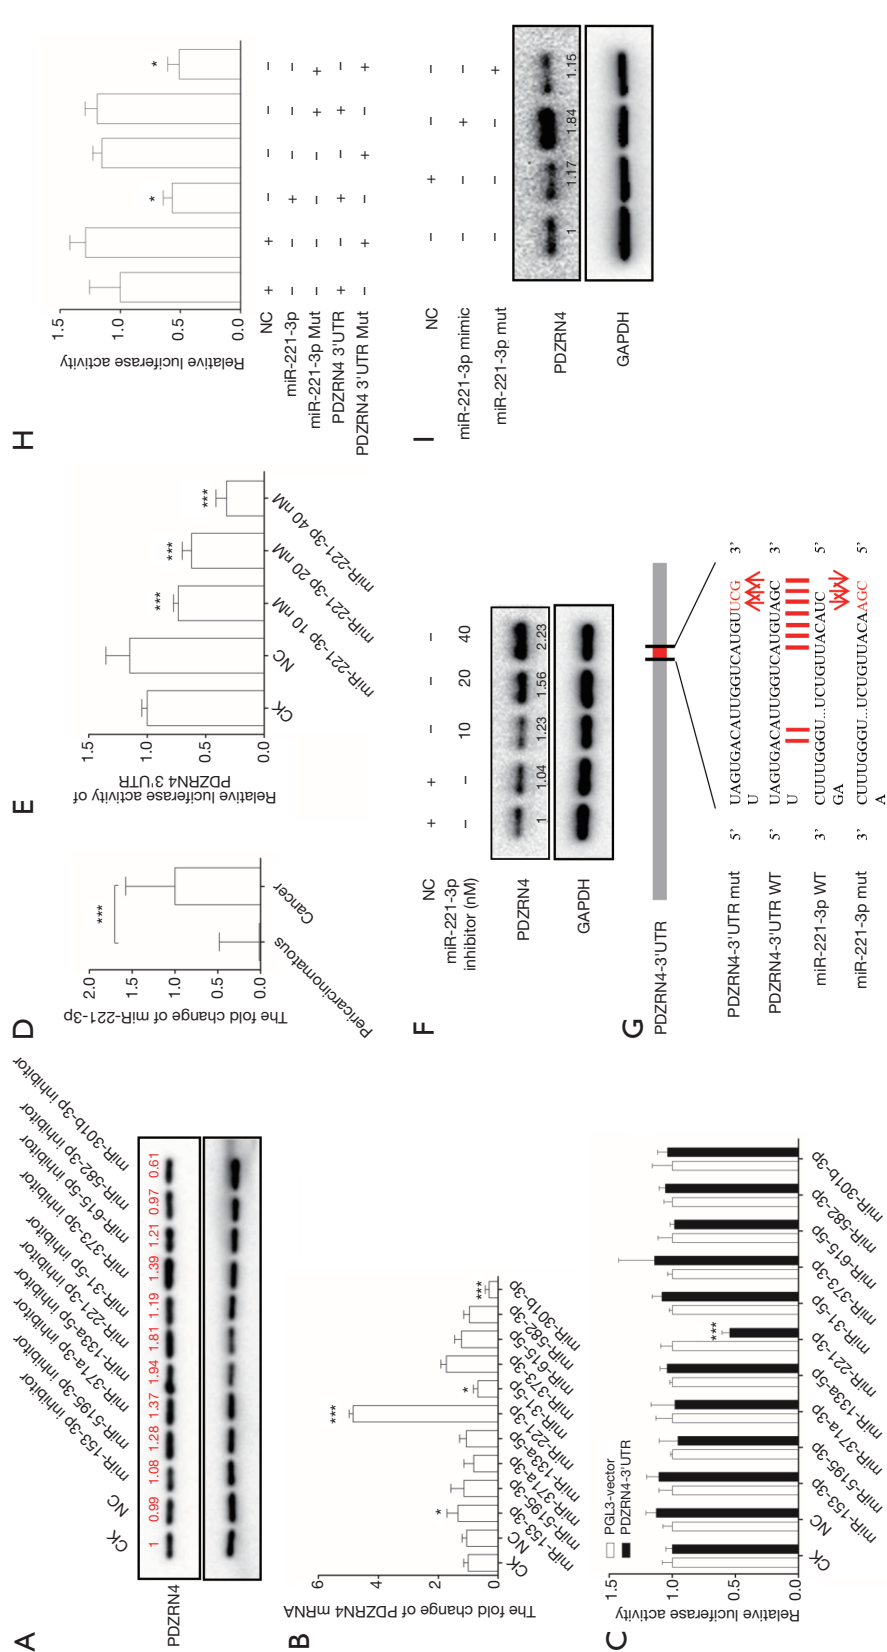 A
miR-153-3p inhibitor
miR-5195-3p inhibitor
miR-371a-3p inhibitor
miR-133a-5p inhibitor
miR-221-3p inhibitor
miR-31-5p inhibitor
miR-373-3p inhibitor
miR-615-5p inhibitor
miR-582-3p inhibitor
miR-301b-3p inhibitor
CK
NC
1 0.99 1.08 1.28 1.37 1.94 1.81 1.19 1.39 1.21 0.97 0.61
PDZRN4
B
The fold change of PDZRN4 mRNA
6
4
2
0
* *** * ***
CK
NC
miR-153-3p
miR-5195-3p
miR-371a-3p
miR-133a-5p
miR-221-3p
miR-31-5p
miR-373-3p
miR-615-5p
miR-582-3p
miR-301b-3p
C
PGL3-vector
PDZRN4-3'UTR
Relative luciferase activity
1.5
1.0
0.5
0.0
***
CK
NC
miR-153-3p
miR-5195-3p
miR-371a-3p
miR-133a-5p
miR-221-3p
miR-31-5p
miR-373-3p
miR-615-5p
miR-582-3p
miR-301b-3p
D
The fold change of miR-221-3p
2.0
1.5
1.0
0.5
0.0
***
Pericarcinomatous
Cancer
E
Relative luciferase activity of
PDZRN4 3'UTR
1.5
1.0
0.5
0.0
*** *** ***
CK
NC
miR-221-3p 10 nM
miR-221-3p 20 nM
miR-221-3p 40 nM
F
NC + + – – –
miR-221-3p
inhibitor (nM) – – 10 20 40
PDZRN4
1 1.04 1.23 1.56 2.23
GAPDH
G
PDZRN4-3'UTR
PDZRN4-3'UTR mut 5' UAGUGACAUUGGUCAUGUUCG 3'
U
PDZRN4-3'UTR WT 5' UAGUGACAUUGGUCAUGUAGC 3'
U
miR-221-3p WT 3' CUUUGGGU...UCUGUUACAUC 5'
GA
miR-221-3p mut 3' CUUUGGGU...UCUGUUACAAGC 5'
A
H
Relative luciferase activity
1.5
1.0
0.5
0.0
* *
NC + + – – – –
miR-221-3p – – + – – –
miR-221-3p Mut – – – – + +
PDZRN4 3'UTR + – + – + –
PDZRN4 3'UTR Mut – + – + – +
I
NC – + – –
miR-221-3p mimic – – + –
miR-221-3p mut – – – +
PDZRN4
1 1.17 1.84 1.15
GAPDH